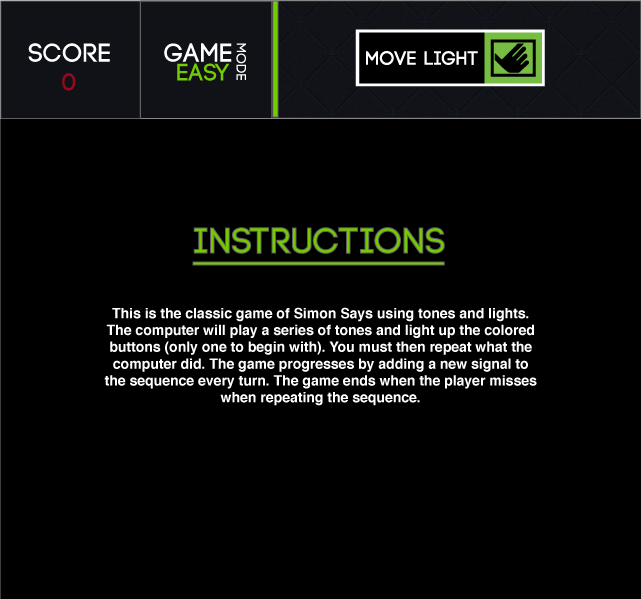 SCORE
0
GAME MODE
EASY
MOVE LIGHT
INSTRUCTIONS
This is the classic game of Simon Says using tones and lights.
The computer will play a series of tones and light up the colored
buttons (only one to begin with). You must then repeat what the
computer did. The game progresses by adding a new signal to
the sequence every turn. The game ends when the player misses
when repeating the sequence.